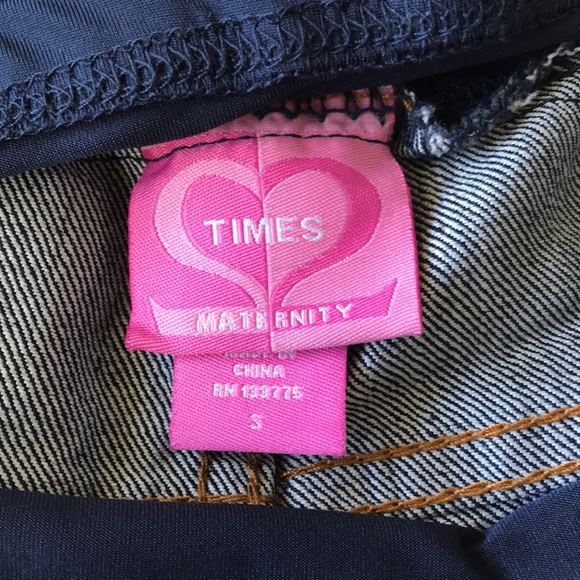 TIMES
MATERNITY
MADE IN
CHINA
RN 133775
S